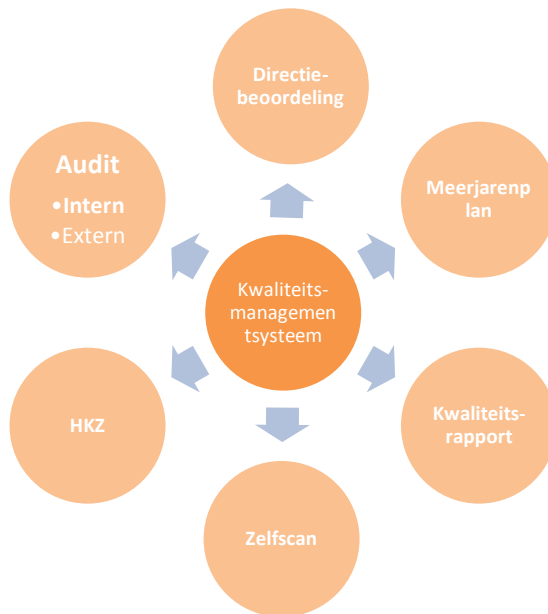 Directie-
beoordeling
Audit
•Intern
•Extern
Meerjarenp
lan
Kwaliteits-
managemen
tsysteem
HKZ
Kwaliteits-
rapport
Zelfscan